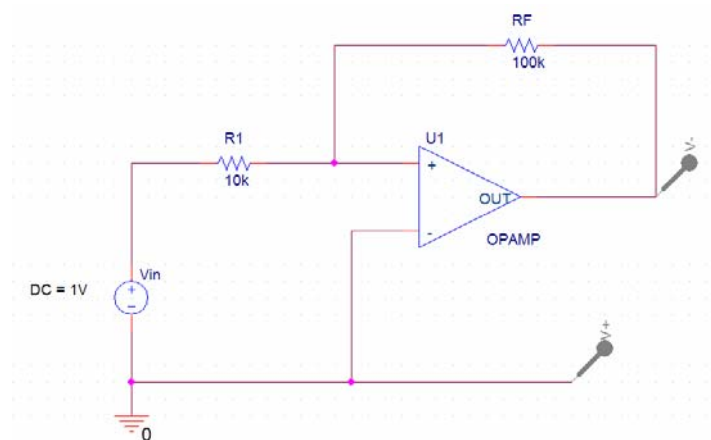 RF
100k
V-
R1
10k
U1
+
OUT
-
OPAMP
Vin
DC = 1V
+
-
V+
0